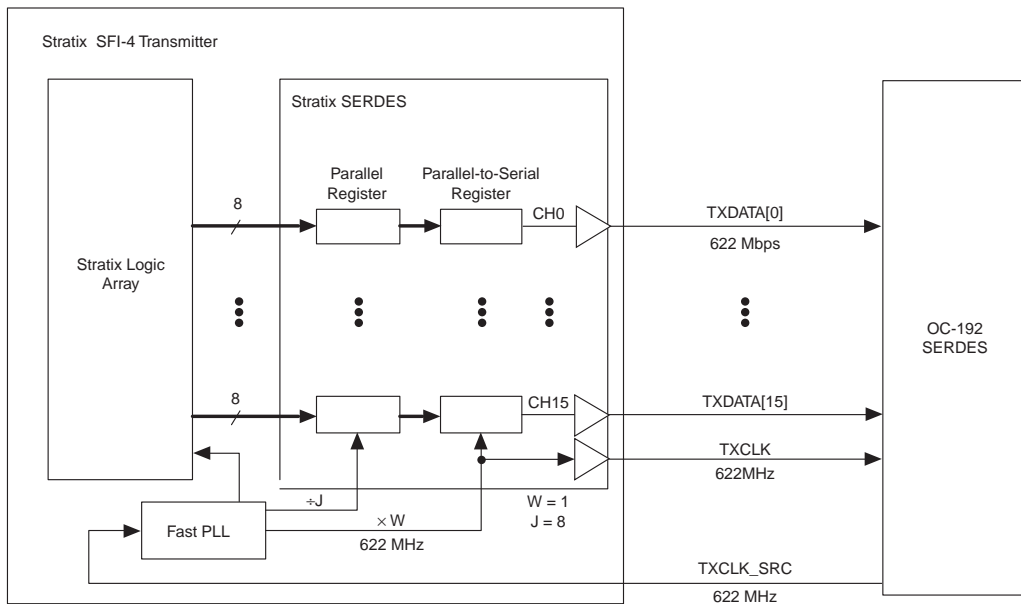 Stratix SFI-4 Transmitter
Stratix SERDES
Parallel
Register
Parallel-to-Serial
Register
8
CH0
TXDATA[0]
622 Mbps
Stratix Logic
Array
OC-192
SERDES
8
CH15
TXDATA[15]
TXCLK
622MHz
÷J
W = 1
J = 8
Fast PLL
× W
622 MHz
TXCLK_SRC
622 MHz